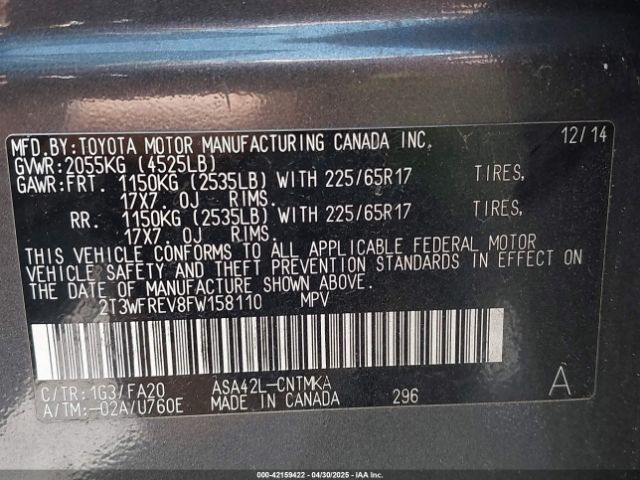 MFD.BY:TOYOTA MOTOR MANUFACTURING CANADA INC. 12/14
GVWR:2055KG (4525LB)
GAWR:FRT. 1150KG (2535LB) WITH 225/65R17 TIRES,
17X7. 0J RIMS.
RR. 1150KG (2535LB) WITH 225/65R17 TIRES,
17X7. 0J RIMS.
THIS VEHICLE CONFORMS TO ALL APPLICABLE FEDERAL MOTOR
VEHICLE SAFETY AND THEFT PREVENTION STANDARDS IN EFFECT ON
THE DATE OF MANUFACTURE SHOWN ABOVE.
2T3WFREV8FW158110 MPV
C/TR:1G3/FA20 ASA42L-CNTMKA
A/TM:-02A/U760E MADE IN CANADA 296 A
000-42159422 - 04/30/2025 - IAAI.COM